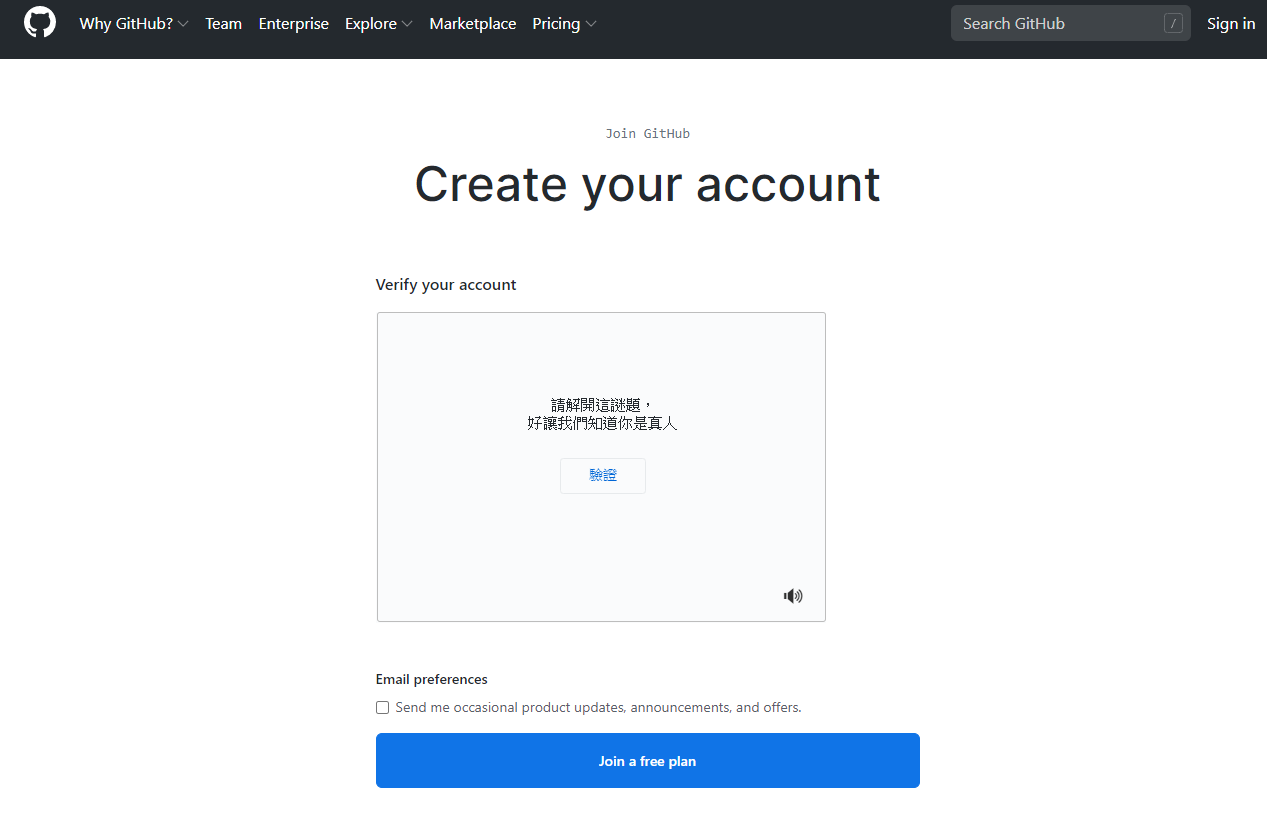 Why GitHub? Team Enterprise Explore Marketplace Pricing Search GitHub / Sign in
Join GitHub
Create your account
Verify your account
請解開這謎題，
好讓我們知道你是真人
驗證
Email preferences
Send me occasional product updates, announcements, and offers.
Join a free plan